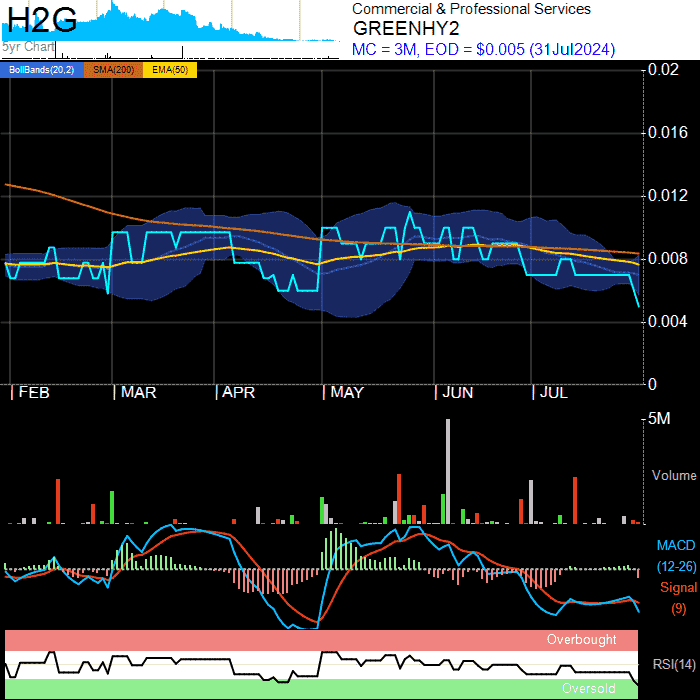 H2G
5yr Chart
Commercial & Professional Services
GREENHY2
MC = 3M, EOD = $0.005 (31Jul2024)
BollBands(20,2) SMA(200) EMA(50)
0.02
0.016
0.012
0.008
0.004
0
FEB MAR APR MAY JUN JUL
5M
Volume
MACD
(12-26)
Signal
(9)
Overbought
RSI(14)
Oversold